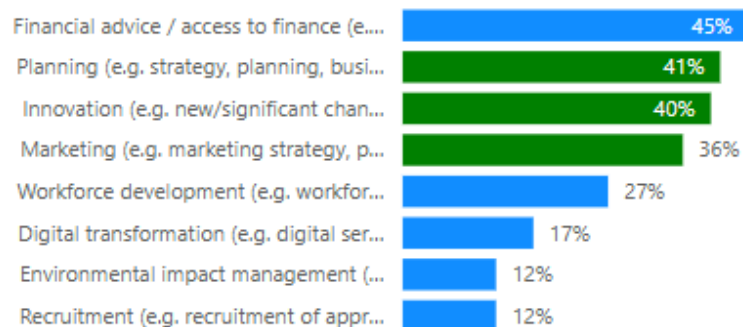 Financial advice / access to finance (e.... 45%
Planning (e.g. strategy, planning, busi... 41%
Innovation (e.g. new/significant chan... 40%
Marketing (e.g. marketing strategy, p... 36%
Workforce development (e.g. workfor... 27%
Digital transformation (e.g. digital ser... 17%
Environmental impact management (... 12%
Recruitment (e.g. recruitment of appr... 12%